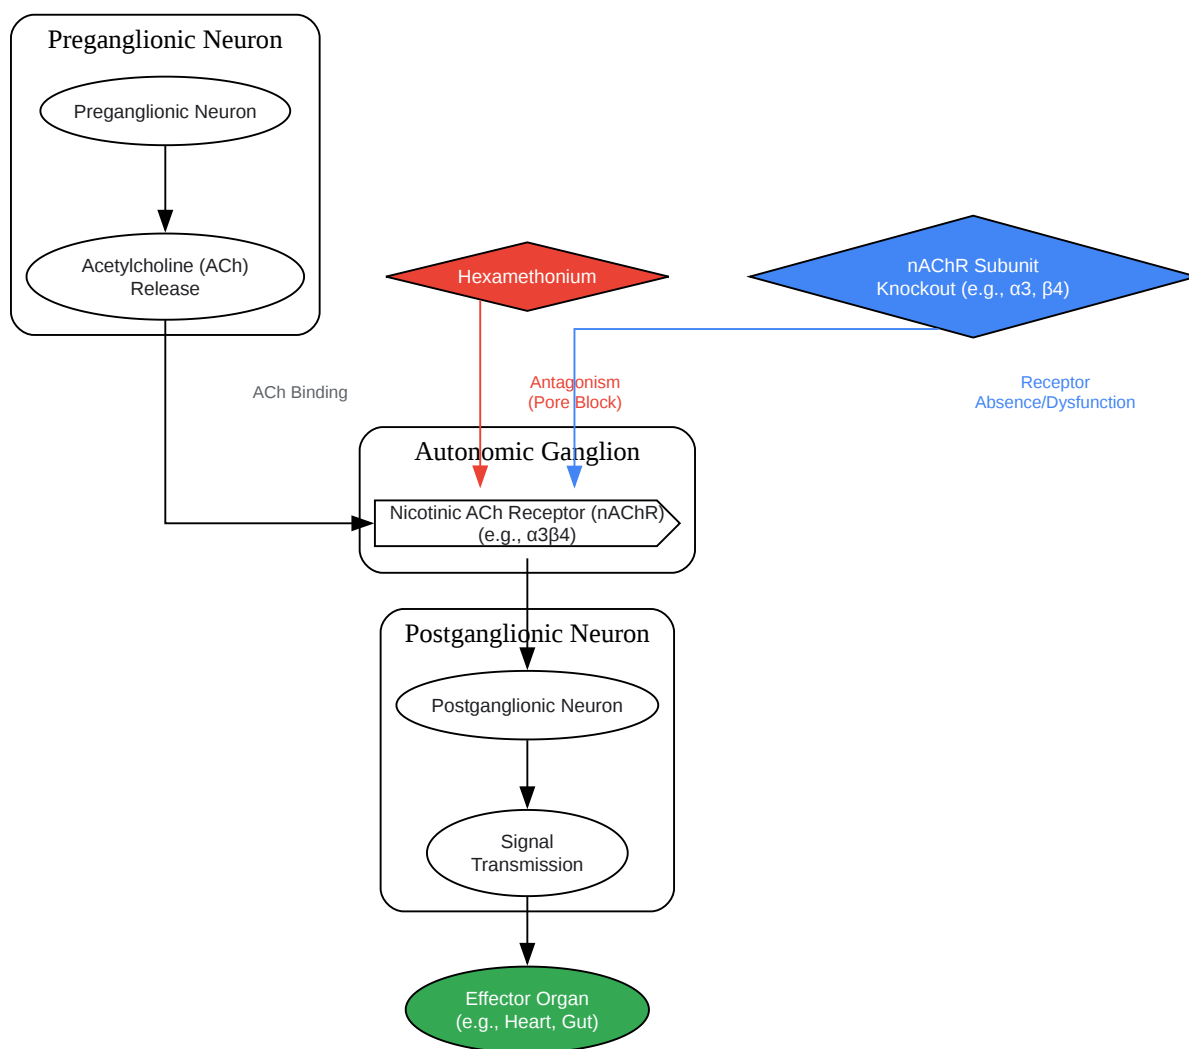 Preganglionic Neuron
Preganglionic Neuron
Acetylcholine (ACh)
Release
Hexamethonium
nAChR Subunit
Knockout (e.g., α3, β4)
ACh Binding
Antagonism
(Pore Block)
Receptor
Absence/Dysfunction
Autonomic Ganglion
Nicotinic ACh Receptor (nAChR)
(e.g., α3β4)
Postganglionic Neuron
Postganglionic Neuron
Signal
Transmission
Effector Organ
(e.g., Heart, Gut)